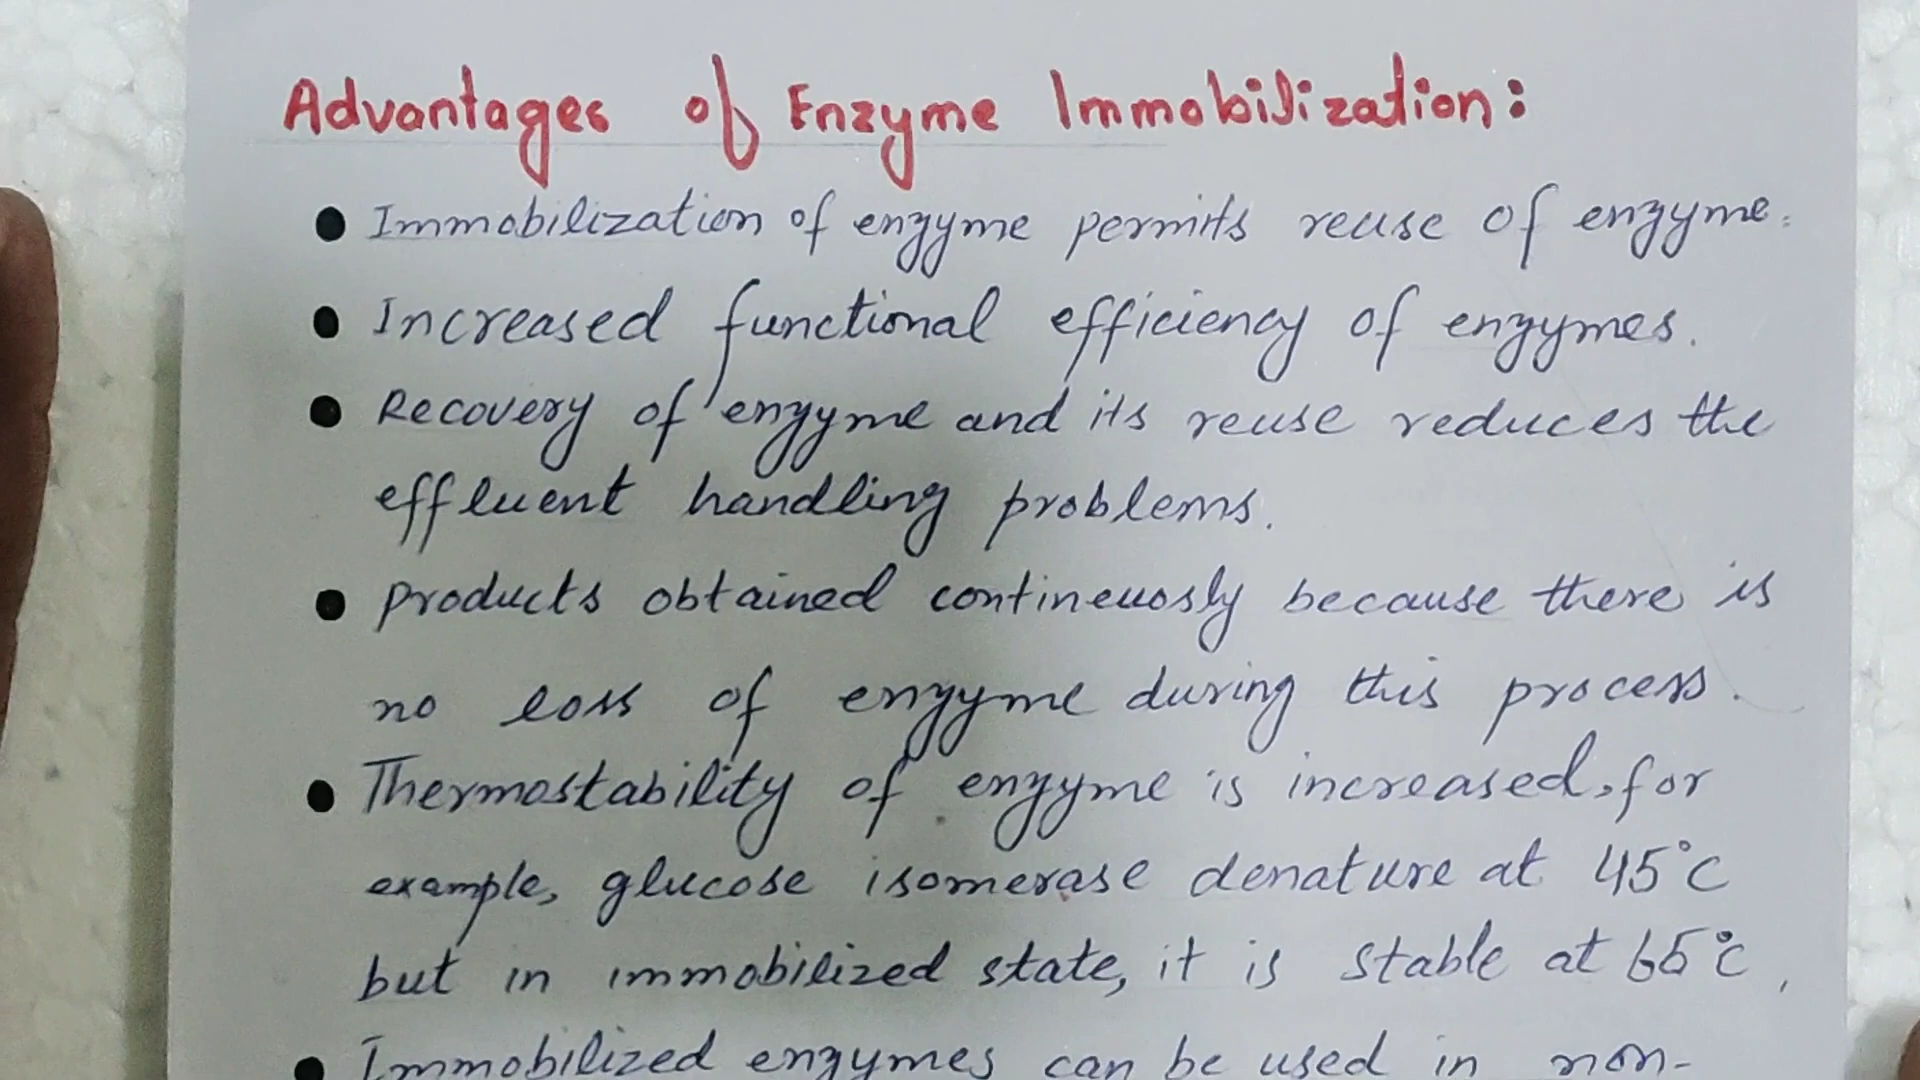 Advantages of Enzyme Immobilization:
• Immobilization of enzyme permits reuse of enzyme.
• Increased functional efficiency of enzymes.
• Recovery of enzyme and its reuse reduces the
effluent handling problems.
• Products obtained contineuosly because there is
no loss of enzyme during this process.
• Thermostability of enzyme is increased, for
example, glucose isomerase denature at 45°c
but in immobilized state, it is stable at 65°c,
• Immobilized enzymes can be used in non-